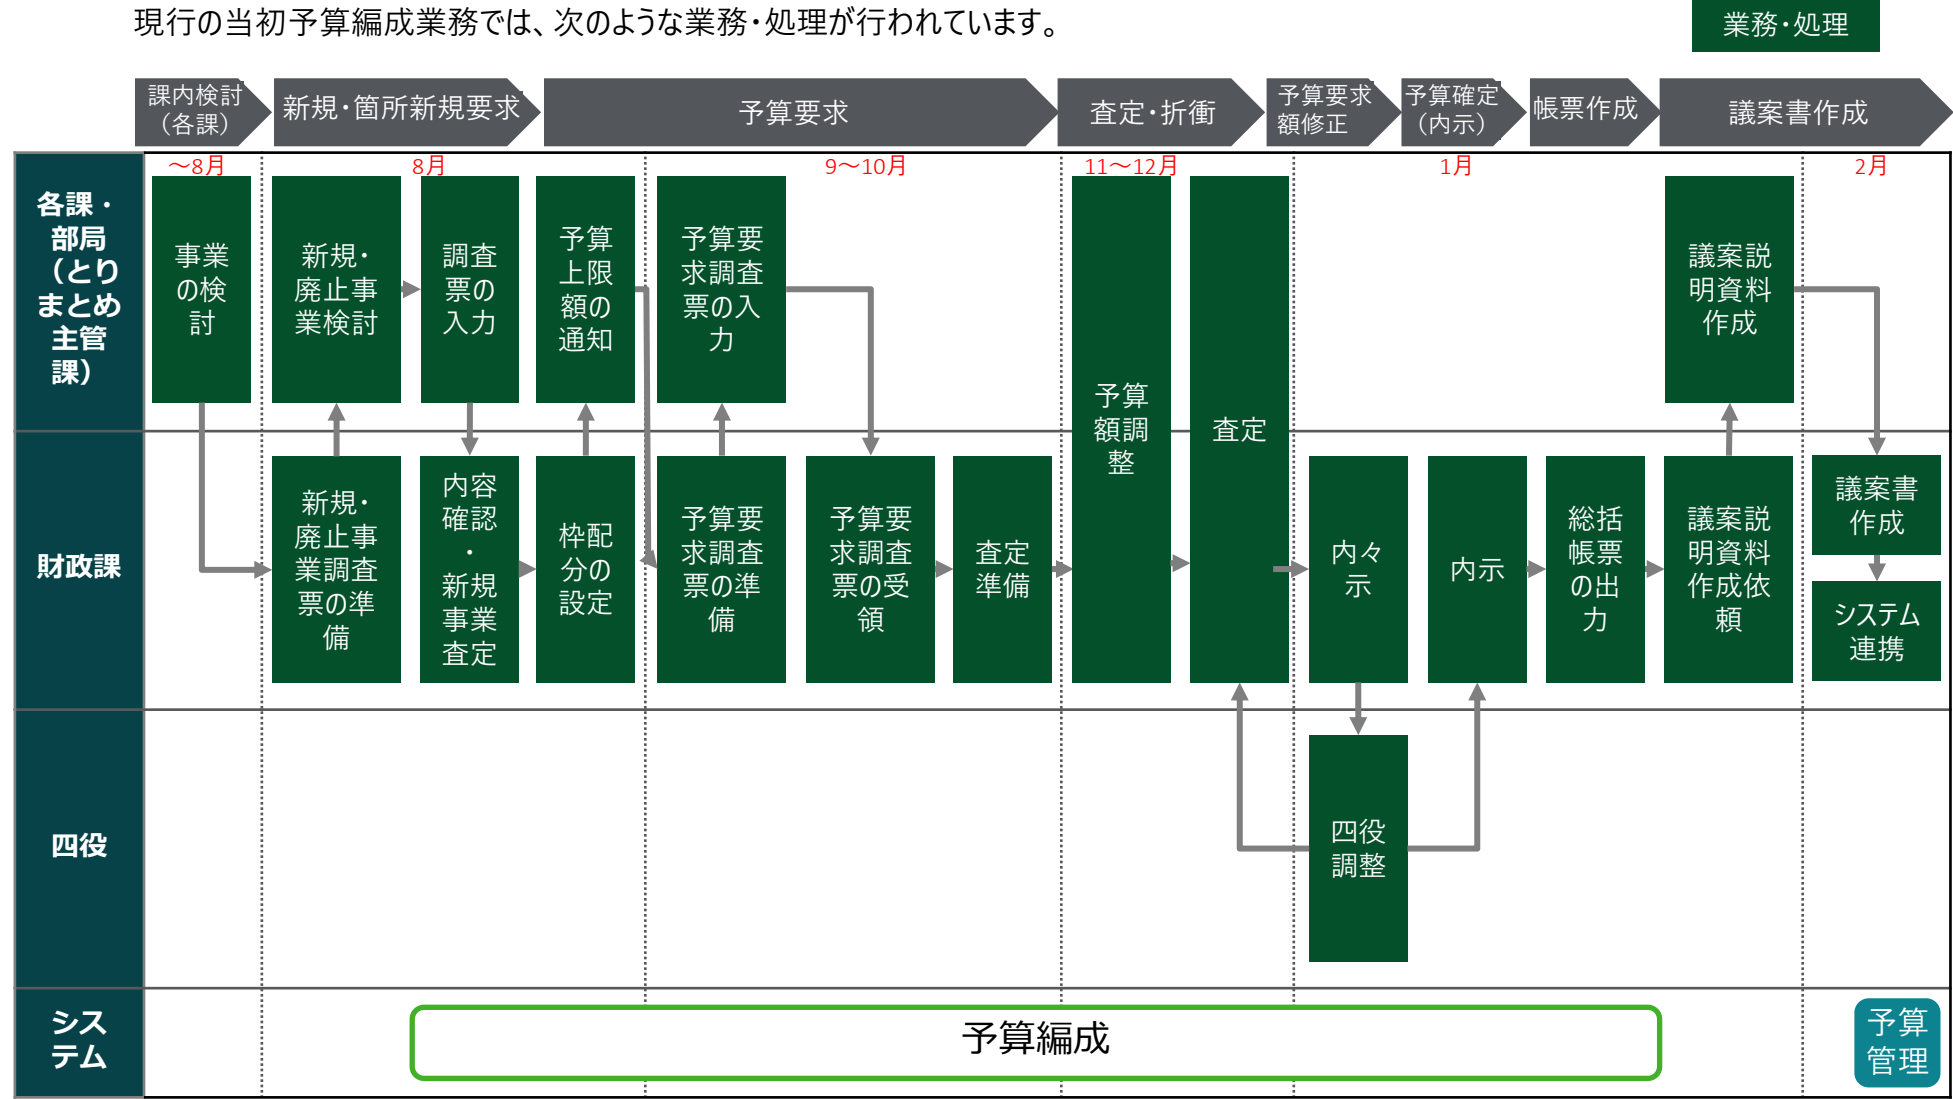 現行の当初予算編成業務では、次のような業務・処理が行われています。
業務・処理
課内検討
（各課）
新規・箇所新規要求
予算要求
査定・折衝
予算要求
額修正
予算確定
（内示）
帳票作成
議案書作成
～8月
8月
9～10月
11～12月
1月
2月
各課・
部局
（とり
まとめ
主管
課）
事業
の検
討
新規・
廃止事
業検討
調査
票の
入力
予算
上限
額の
通知
予算要
求調査
票の入
力
予算
額調
整
査定
議案説
明資料
作成
財政課
新規・
廃止事
業調査
票の準
備
内容
確認
・
新規
事業
査定
枠配
分の
設定
予算要
求調査
票の準
備
予算要
求調査
票の受
領
査定
準備
内々
示
内示
総括
帳票
の出
力
議案説
明資料
作成依
頼
議案書
作成
システム
連携
四役
四役
調整
シス
テム
予算編成
予算
管理